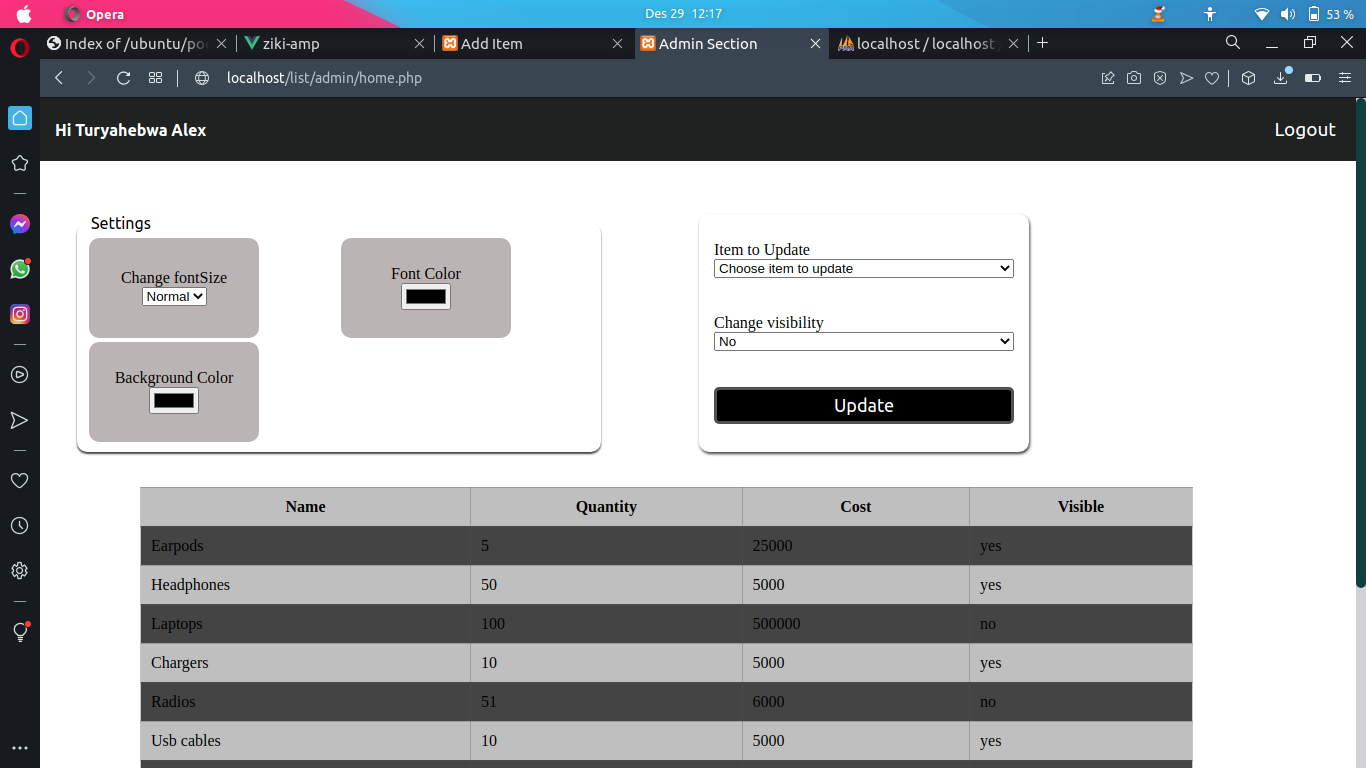 Opera
Des 29 12:17
53 %
Index of /ubuntu/po
ziki-amp
Add Item
Admin Section
localhost / localhost /
localhost/list/admin/home.php
Hi Turyahebwa Alex
Logout
Settings
Change fontSize
Normal
Font Color
Background Color
Item to Update
Choose item to update
Change visibility
No
Update
Name Quantity Cost Visible
Earpods 5 25000 yes
Headphones 50 5000 yes
Laptops 100 500000 no
Chargers 10 5000 yes
Radios 51 6000 no
Usb cables 10 5000 yes